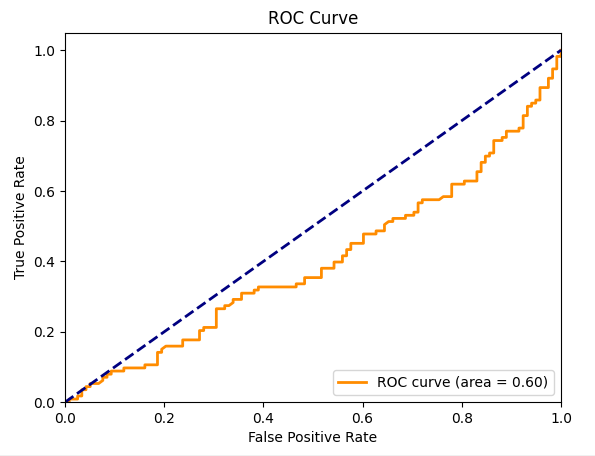 ROC Curve
1.0
0.8
0.6
0.4
0.2
0.0
True Positive Rate
ROC curve (area = 0.60)
0.0 0.2 0.4 0.6 0.8 1.0
False Positive Rate